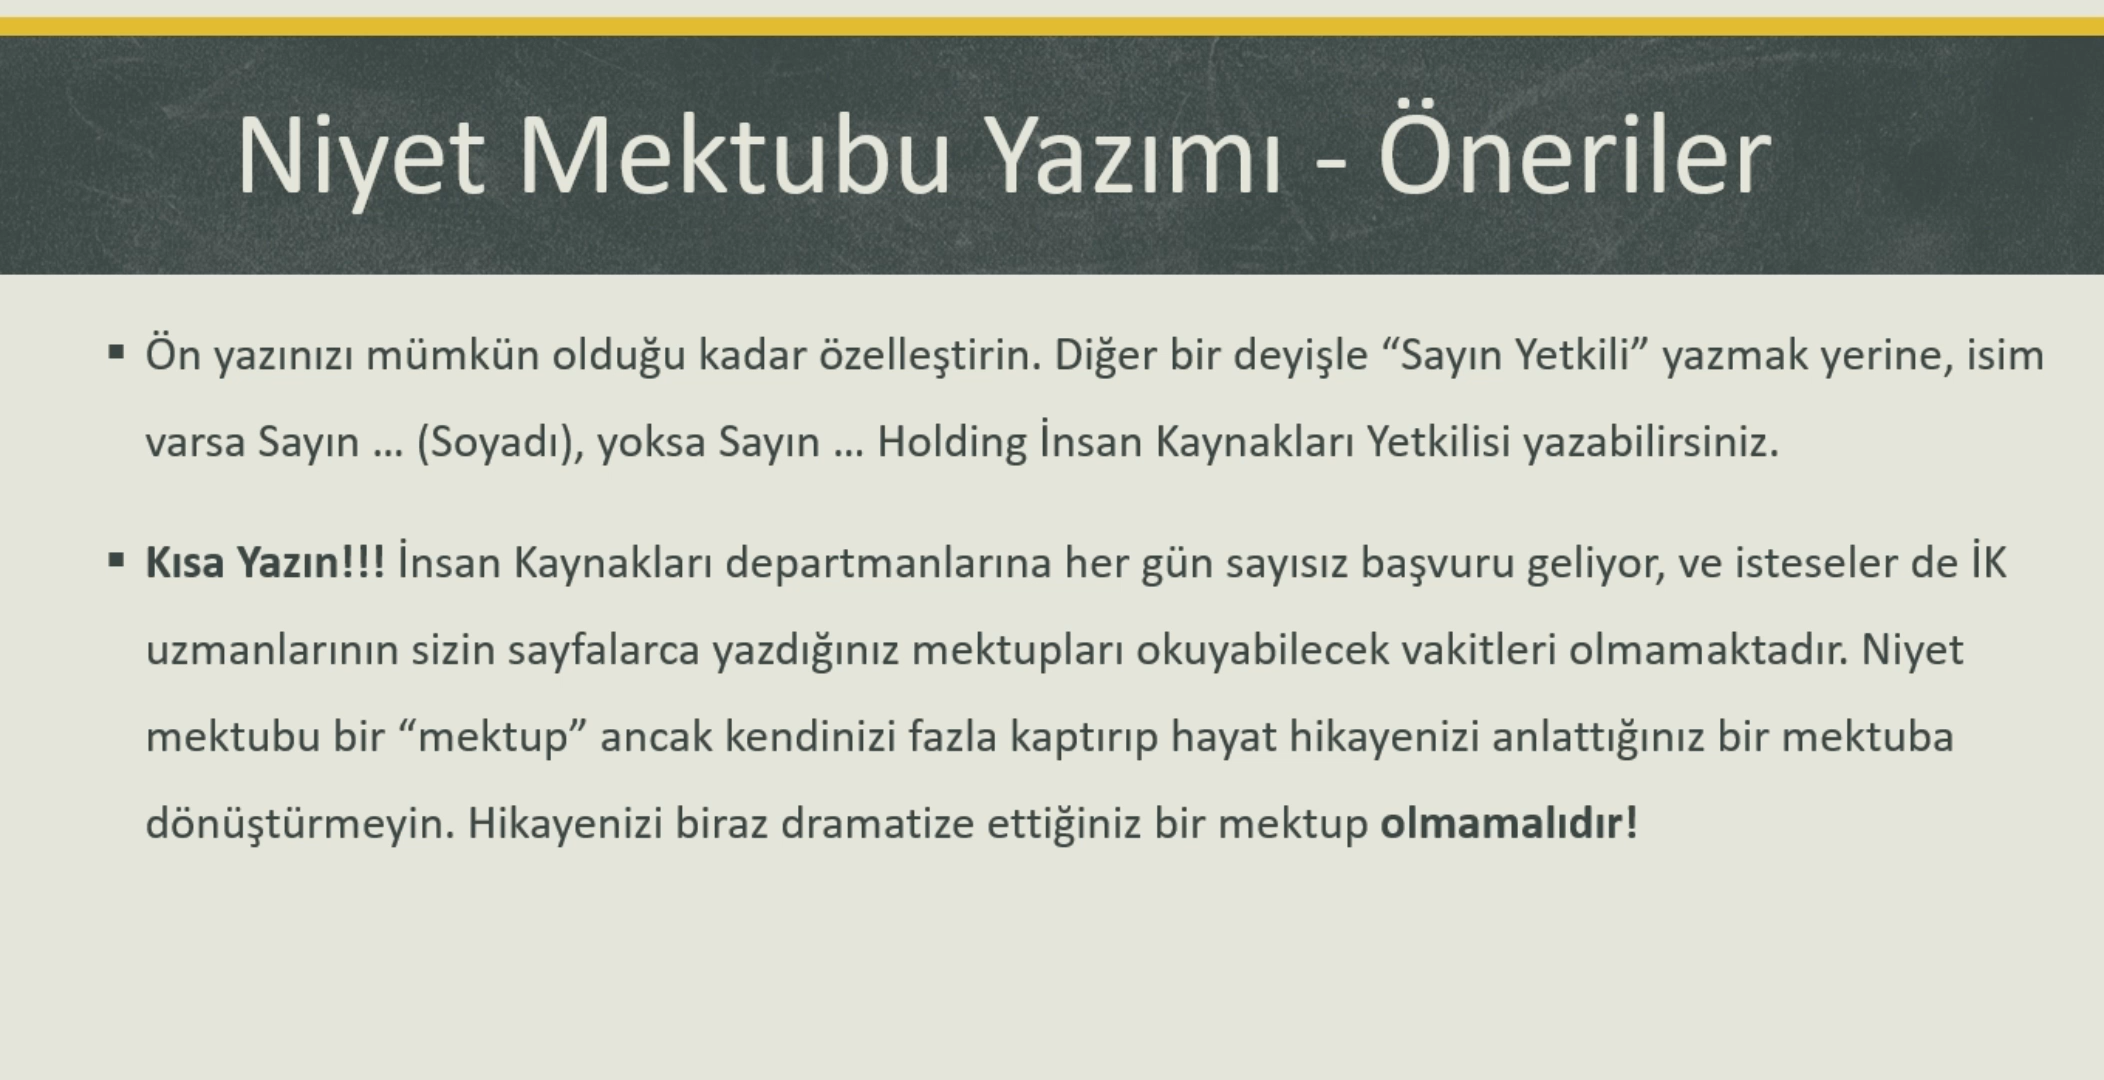 Niyet Mektubu Yazımı - Öneriler
▪ Ön yazınızı mümkün olduğu kadar özelleştirin. Diğer bir deyişle “Sayın Yetkili” yazmak yerine, isim
varsa Sayın ... (Soyadı), yoksa Sayın ... Holding İnsan Kaynakları Yetkilisi yazabilirsiniz.
▪ Kısa Yazın!!! İnsan Kaynakları departmanlarına her gün sayısız başvuru geliyor, ve isteseler de İK
uzmanlarının sizin sayfalarca yazdığınız mektupları okuyabilecek vakitleri olmamaktadır. Niyet
mektubu bir “mektup” ancak kendinizi fazla kaptırıp hayat hikayenizi anlattığınız bir mektuba
dönüştürmeyin. Hikayenizi biraz dramatize ettiğiniz bir mektup olmamalıdır!